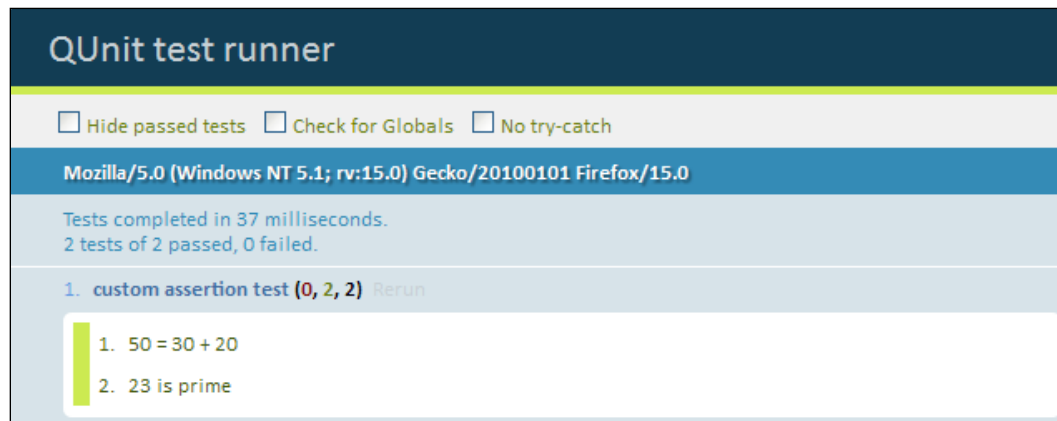 QUnit test runner
Hide passed tests Check for Globals No try-catch
Mozilla/5.0 (Windows NT 5.1; rv:15.0) Gecko/20100101 Firefox/15.0
Tests completed in 37 milliseconds.
2 tests of 2 passed, 0 failed.
1. custom assertion test (0, 2, 2) Rerun
1. 50 = 30 + 20
2. 23 is prime